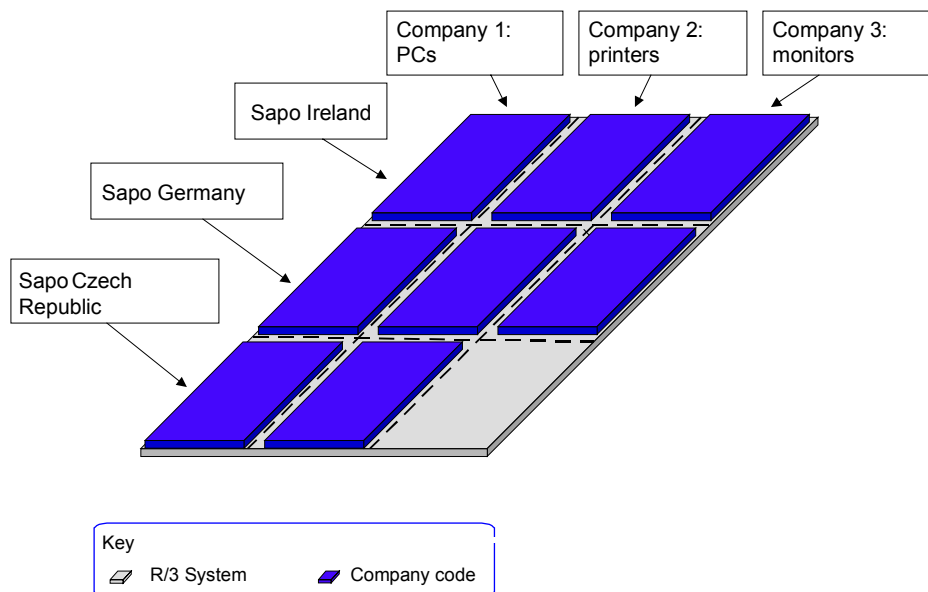 Company 1:
PCs
Company 2:
printers
Company 3:
monitors
Sapo Ireland
Sapo Germany
Sapo Czech
Republic
Key
R/3 System
Company code